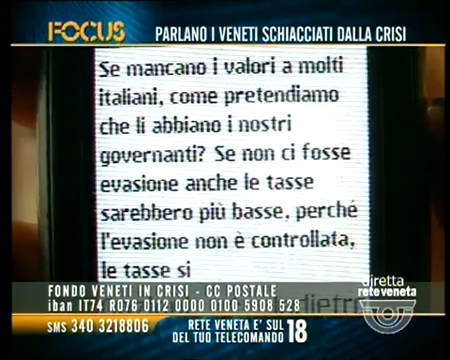 FOCUS
PARLANO I VENETI SCHIACCIATI DALLA CRISI
Se mancano i valori a molti
italiani, come pretendiamo
che li abbiano i nostri
governanti? Se non ci fosse
evasione anche le tasse
sarebbero più basse, perché
l'evasione non è controllata,
le tasse si
diretta
reteveneta
FONDO VENETI IN CRISI - CC POSTALE
dietro
iban IT74 R076 0112 0000 0100 5908 528
SMS 340 3218806
RETE VENETA E' SUL
DEL TUO TELECOMANDO 18